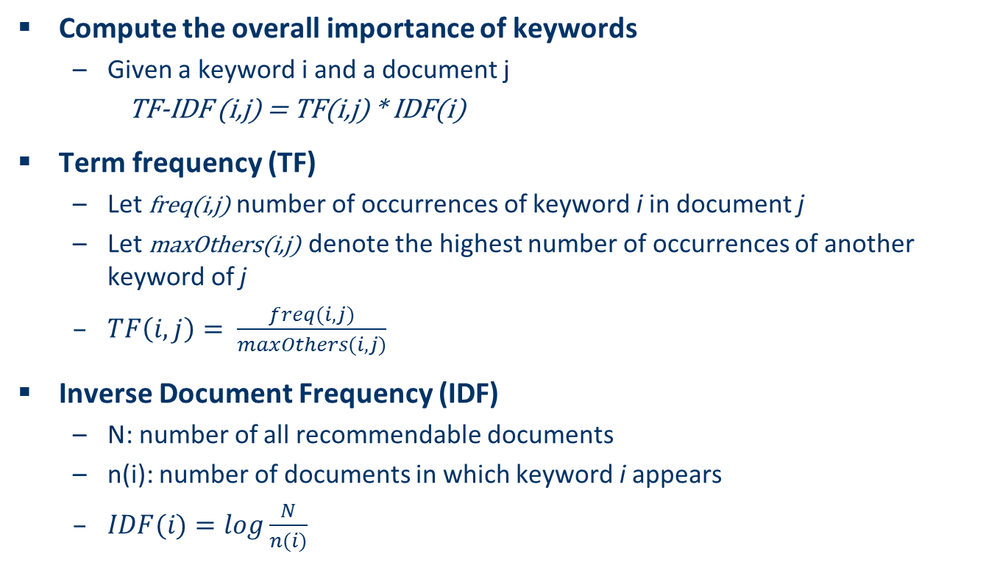 ▪ Compute the overall importance of keywords
– Given a keyword i and a document j
TF-IDF (i,j) = TF(i,j) * IDF(i)
▪ Term frequency (TF)
– Let freq(i,j) number of occurrences of keyword i in document j
– Let maxOthers(i,j) denote the highest number of occurrences of another
keyword of j
– TF(i,j) = freq(i,j) / maxOthers(i,j)
▪ Inverse Document Frequency (IDF)
– N: number of all recommendable documents
– n(i): number of documents in which keyword i appears
– IDF(i) = log N / n(i)